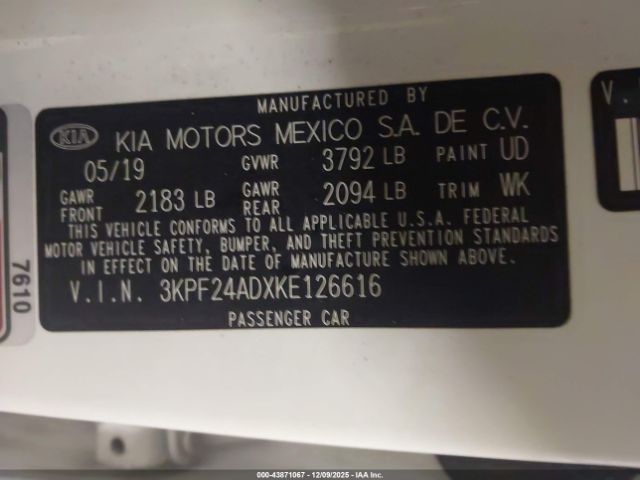 MANUFACTURED BY
KIA KIA MOTORS MEXICO S.A. DE C.V.
05/19 GVWR 3792 LB PAINT UD
GAWR FRONT 2183 LB GAWR REAR 2094 LB TRIM WK
THIS VEHICLE CONFORMS TO ALL APPLICABLE U.S.A. FEDERAL
MOTOR VEHICLE SAFETY, BUMPER, AND THEFT PREVENTION STANDARDS
IN EFFECT ON THE DATE OF MANUFACTURE SHOWN ABOVE.
V.I.N. 3KPF24ADXKE126616
PASSENGER CAR
7610
V.
000-43871067 - 12/09/2025 - IAA Inc.